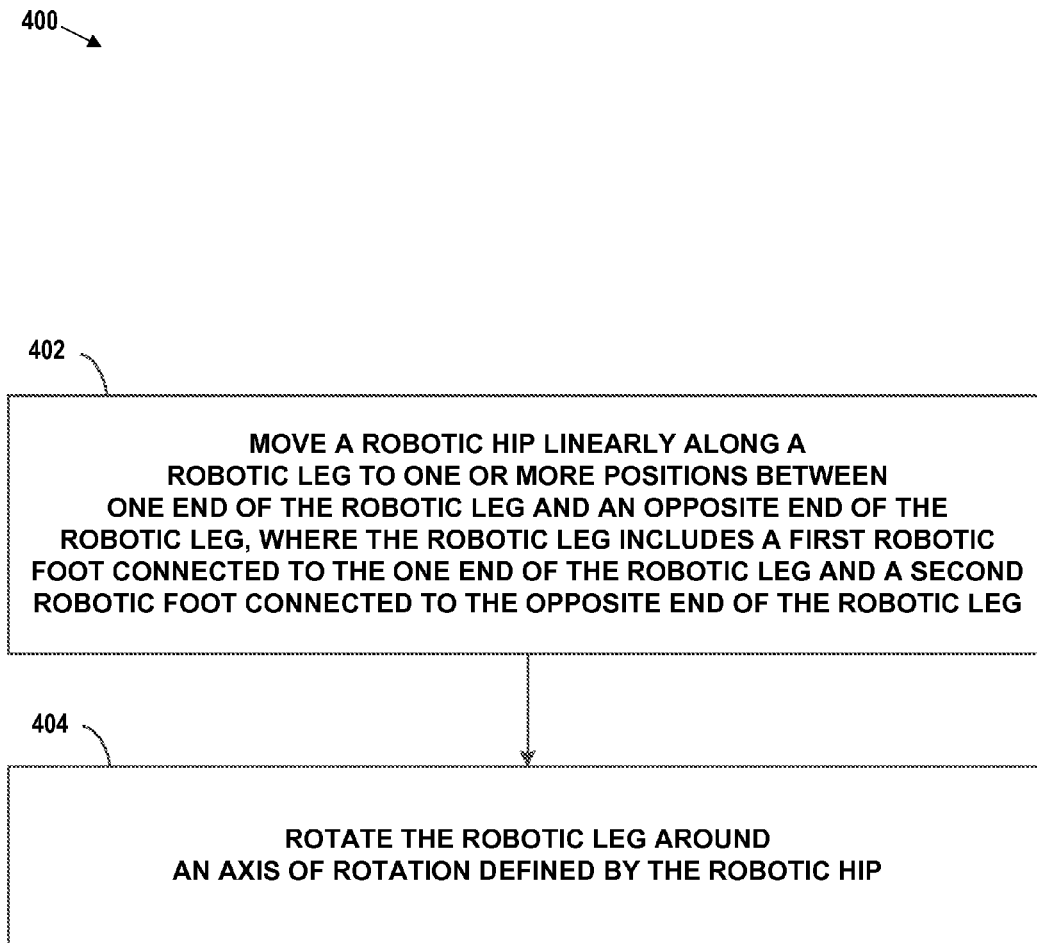 400
402
MOVE A ROBOTIC HIP LINEARLY ALONG A
ROBOTIC LEG TO ONE OR MORE POSITIONS BETWEEN
ONE END OF THE ROBOTIC LEG AND AN OPPOSITE END OF THE
ROBOTIC LEG, WHERE THE ROBOTIC LEG INCLUDES A FIRST ROBOTIC
FOOT CONNECTED TO THE ONE END OF THE ROBOTIC LEG AND A SECOND
ROBOTIC FOOT CONNECTED TO THE OPPOSITE END OF THE ROBOTIC LEG
404
ROTATE THE ROBOTIC LEG AROUND
AN AXIS OF ROTATION DEFINED BY THE ROBOTIC HIP